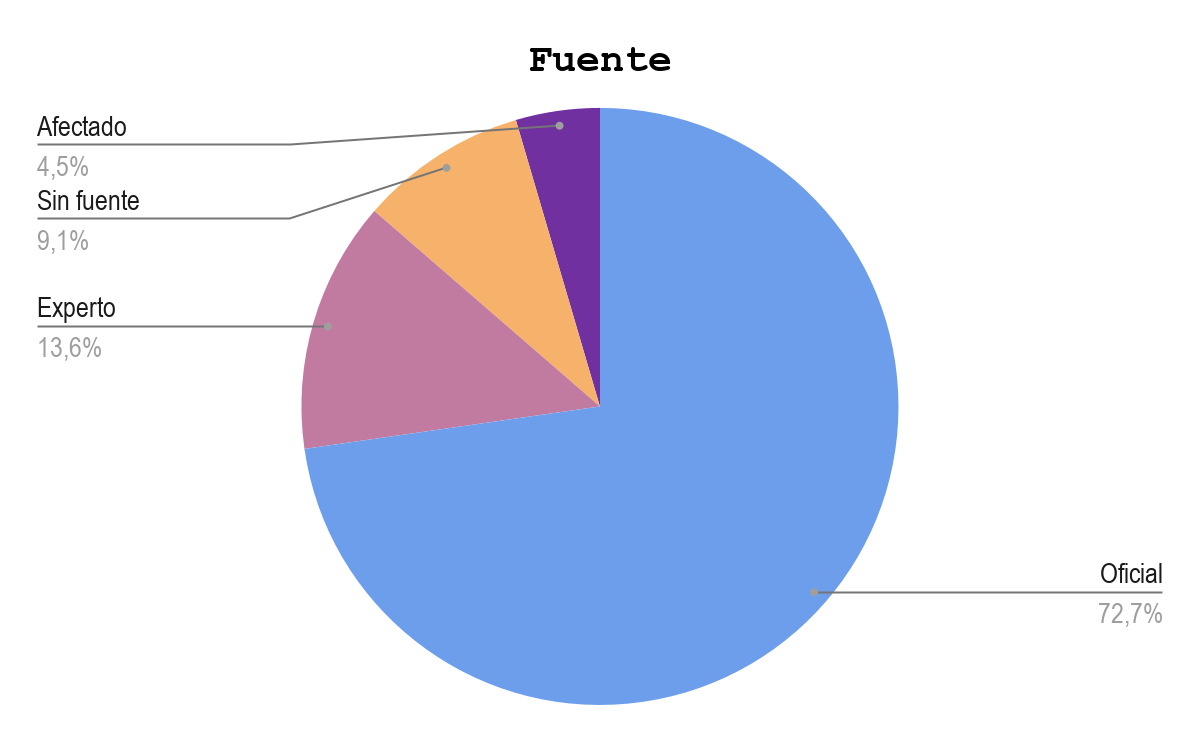 Fuente
Afectado
4,5%
Sin fuente
9,1%
Experto
13,6%
Oficial
72,7%